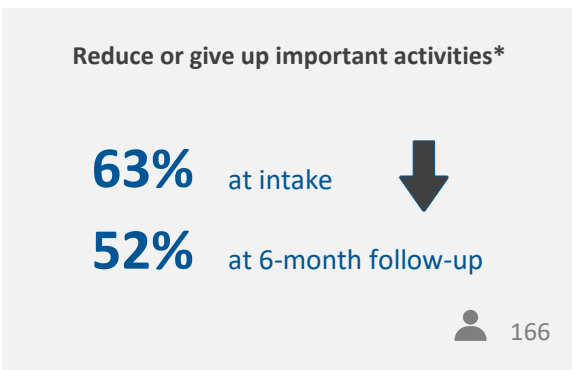 Reduce or give up important activities*
63% at intake
52% at 6-month follow-up
166